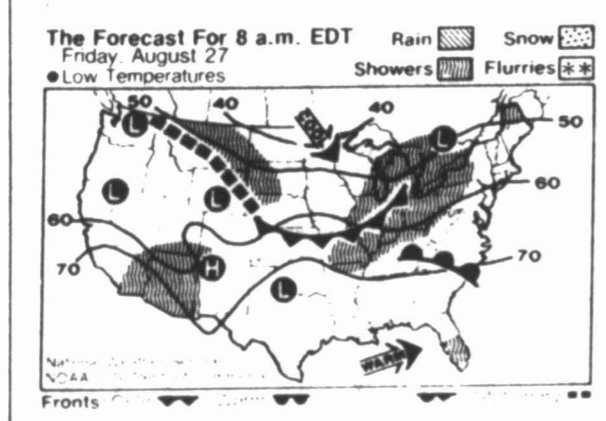 The Forecast For 8 a.m. EDT
Friday, August 27
● Low Temperatures
Rain
Snow
Showers
Flurries
50
40
40
50
60
60
70
70
L
L
L
L
L
H
WARM
NOAA
Fronts